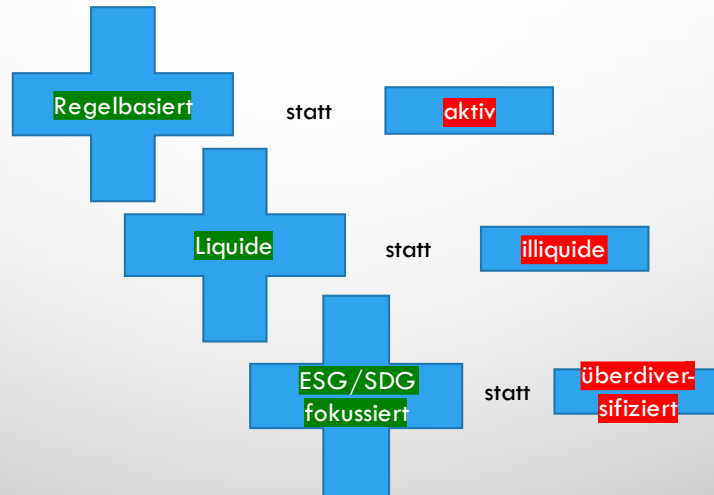 Regelbasiert statt aktiv
Liquide statt illiquide
ESG/SDG
fokussiert
statt
überdiver-
sifiziert